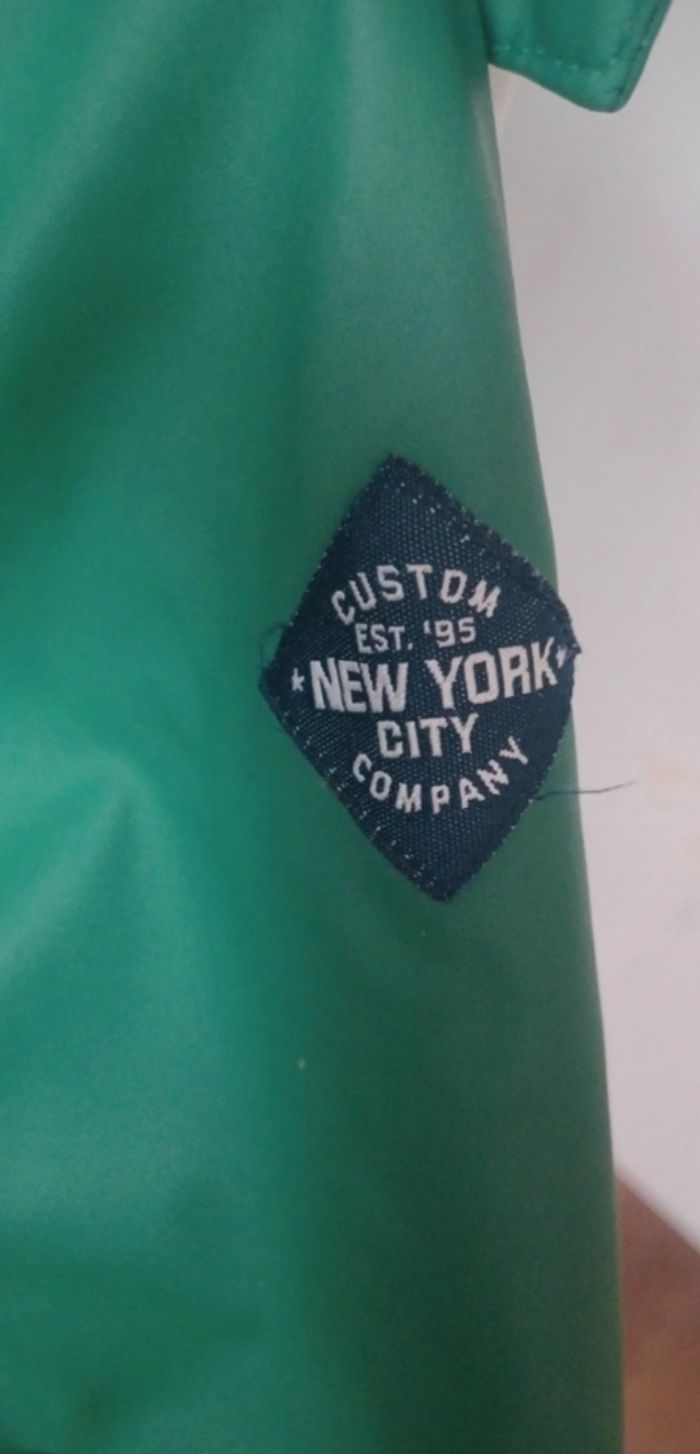 CUSTOM
EST. '95
*NEW YORK*
CITY
COMPANY